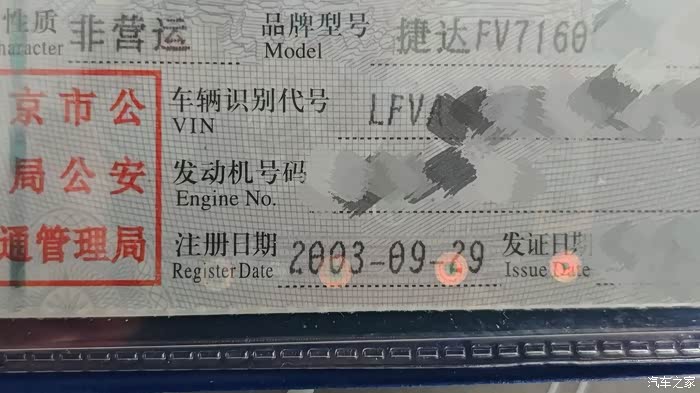 性质 非营运 品牌型号 捷达FV7160
haracter Model
京市公 车辆识别代号 LFVA
VIN
局公安 发动机号码
Engine No.
通管理局 注册日期 2003-09-29 发证日期
Register Date Issue Date
汽车之家